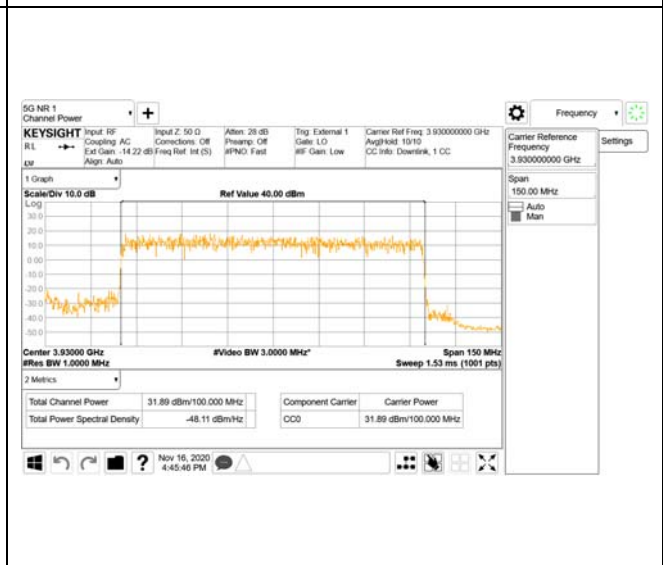 5G NR 1
Channel Power
Frequency
Settings
KEYSIGHT
RL
Input: RF
Coupling: AC
Ext Gain: -14.22 dB
Align: Auto
Input Z: 50 Ω
Corrections: Off
Freq Ref: Int (S)
Atten: 28 dB
Preamp: Off
#PNO: Fast
Trig: External 1
Gate: LO
#IF Gain: Low
Carrier Ref Freq: 3.930000000 GHz
Avg|Hold: 10/10
CC Info: Downlink, 1 CC
Carrier Reference
Frequency
3.930000000 GHz
Span
150.00 MHz
Auto
Man
1 Graph
Scale/Div 10.0 dB
Ref Value 40.00 dBm
Log
30.0
20.0
10.0
0.00
-10.0
-20.0
-30.0
-40.0
-50.0
Center 3.93000 GHz
#Video BW 3.0000 MHz*
Span 150 MHz
#Res BW 1.0000 MHz
Sweep 1.53 ms (1001 pts)
2 Metrics
Total Channel Power 31.89 dBm/100.000 MHz
Total Power Spectral Density -48.11 dBm/Hz
Component Carrier Carrier Power
CC0 31.89 dBm/100.000 MHz
?
Nov 16, 2020
4:45:46 PM